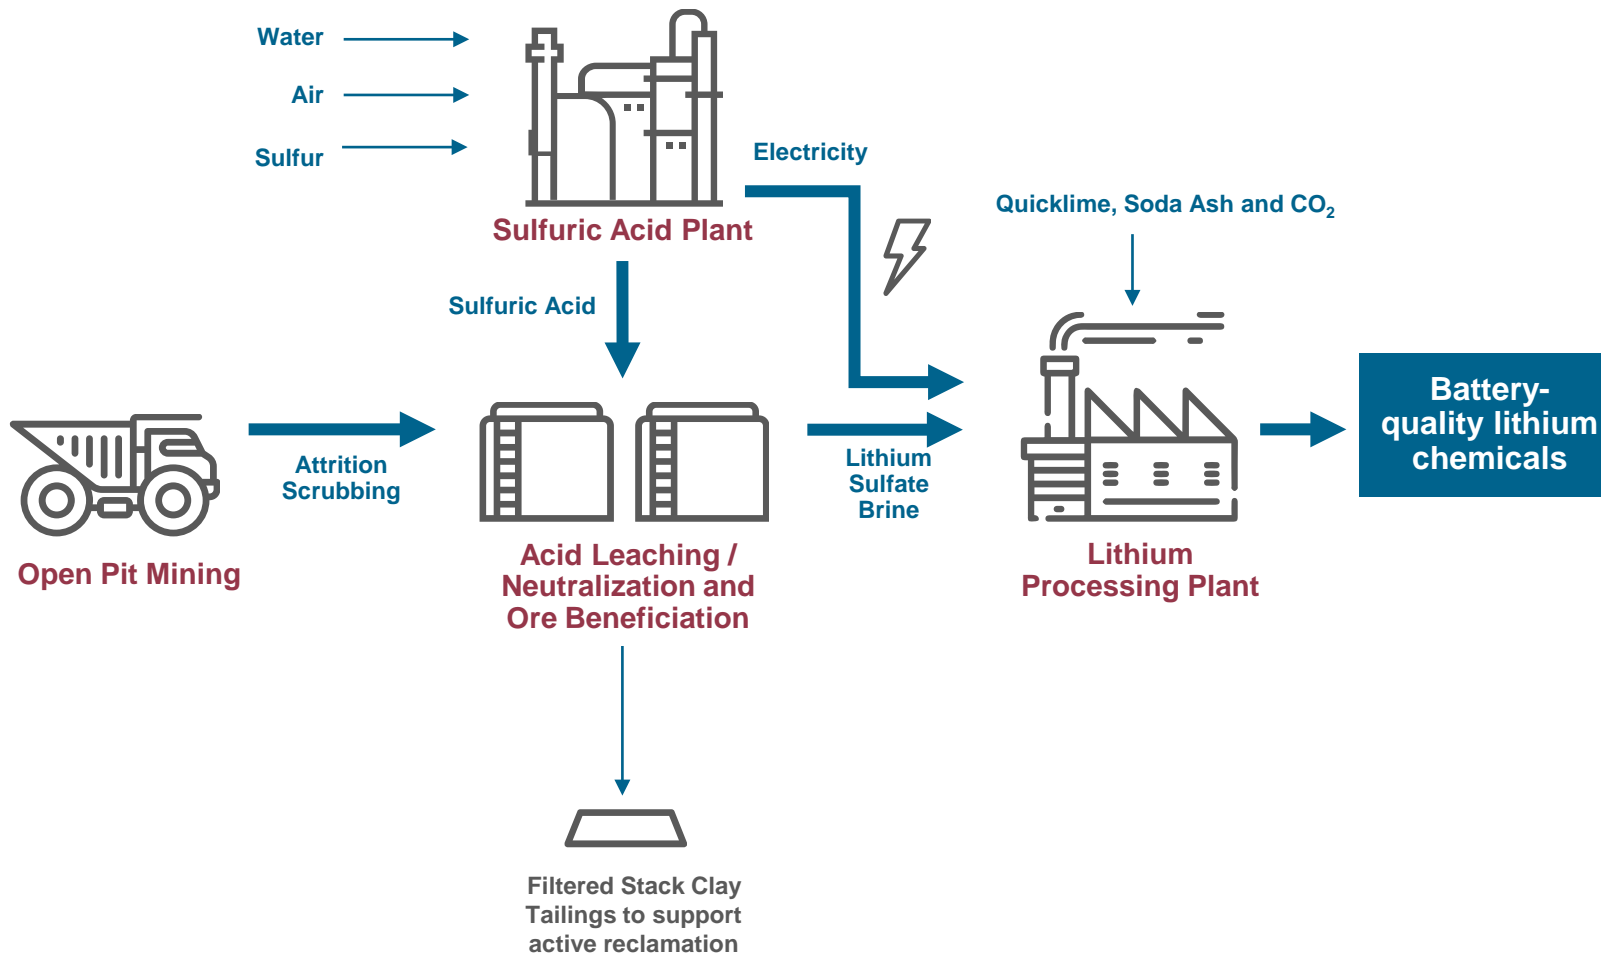 Water
Air
Sulfur
Sulfuric Acid Plant
Electricity
Quicklime, Soda Ash and CO₂
Sulfuric Acid
Attrition
Scrubbing
Open Pit Mining
Acid Leaching /
Neutralization and
Ore Beneficiation
Lithium
Sulfate
Brine
Lithium
Processing Plant
Battery-
quality lithium
chemicals
Filtered Stack Clay
Tailings to support
active reclamation